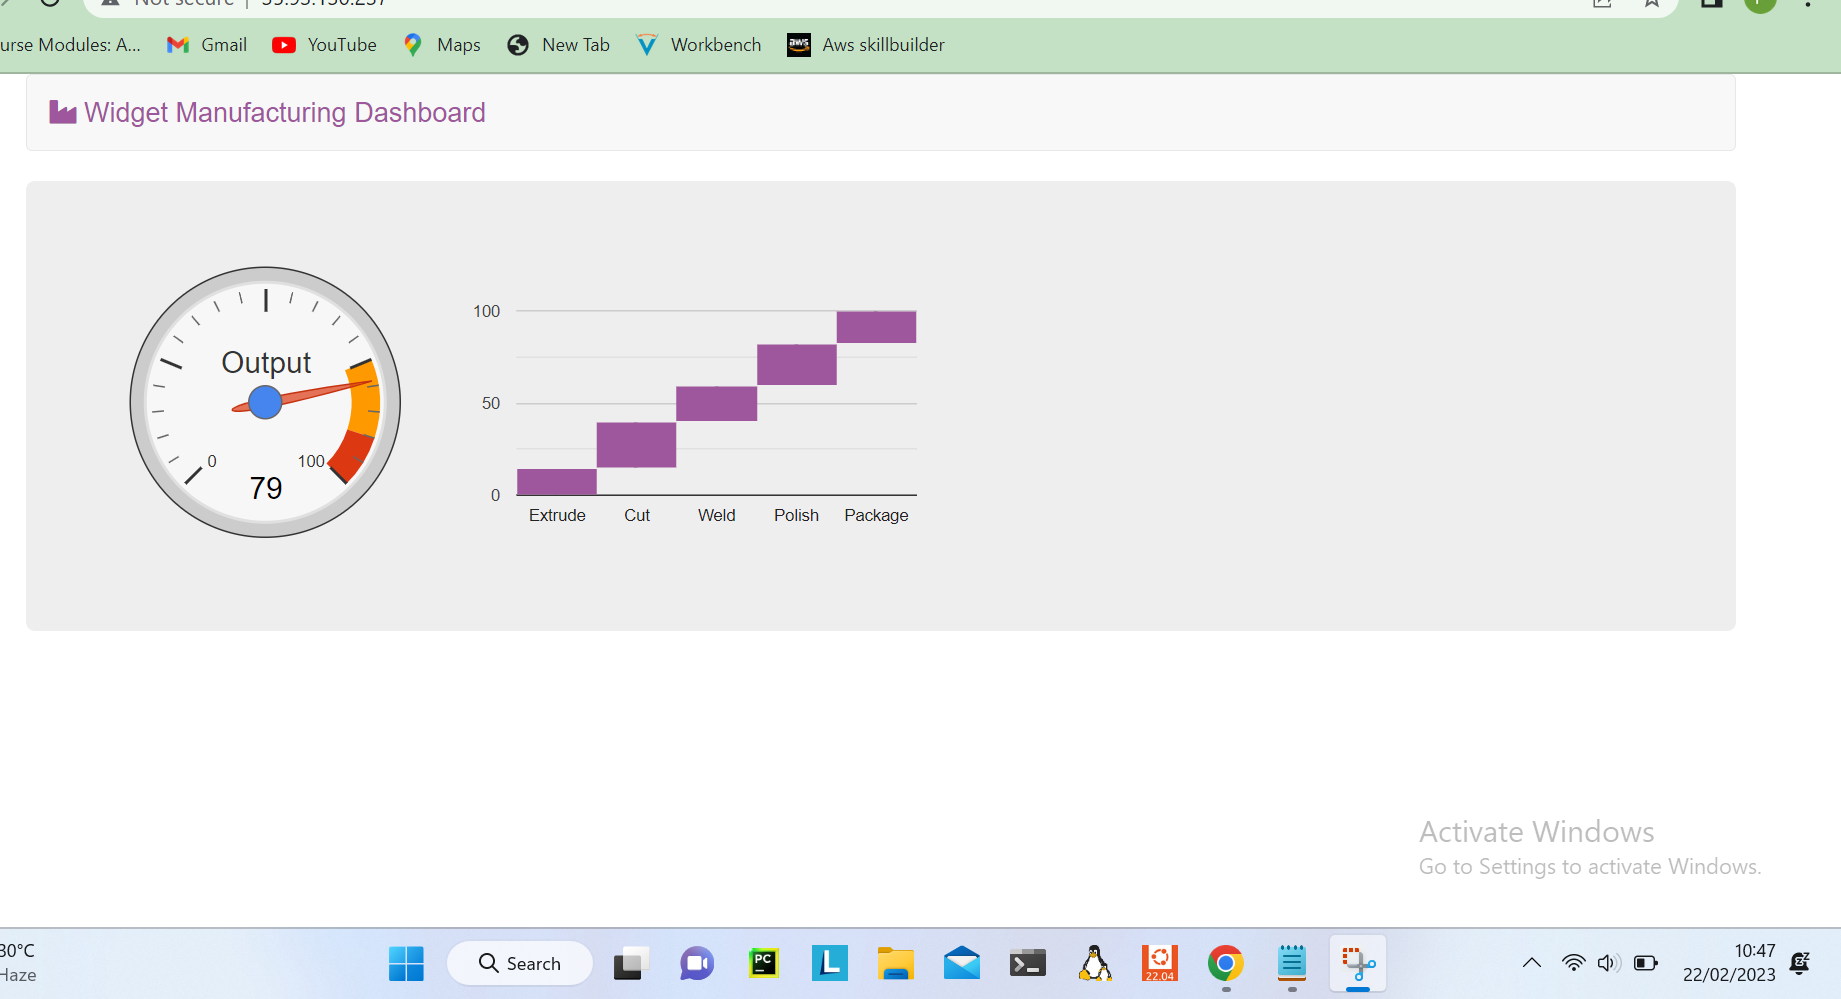 urse Modules: A... Gmail YouTube Maps New Tab Workbench aws Aws skillbuilder
Widget Manufacturing Dashboard
Output
0 100
79
100
50
0
Extrude Cut Weld Polish Package
Activate Windows
Go to Settings to activate Windows.
30°C
Haze
Search
PC
L
22.04
10:47
22/02/2023